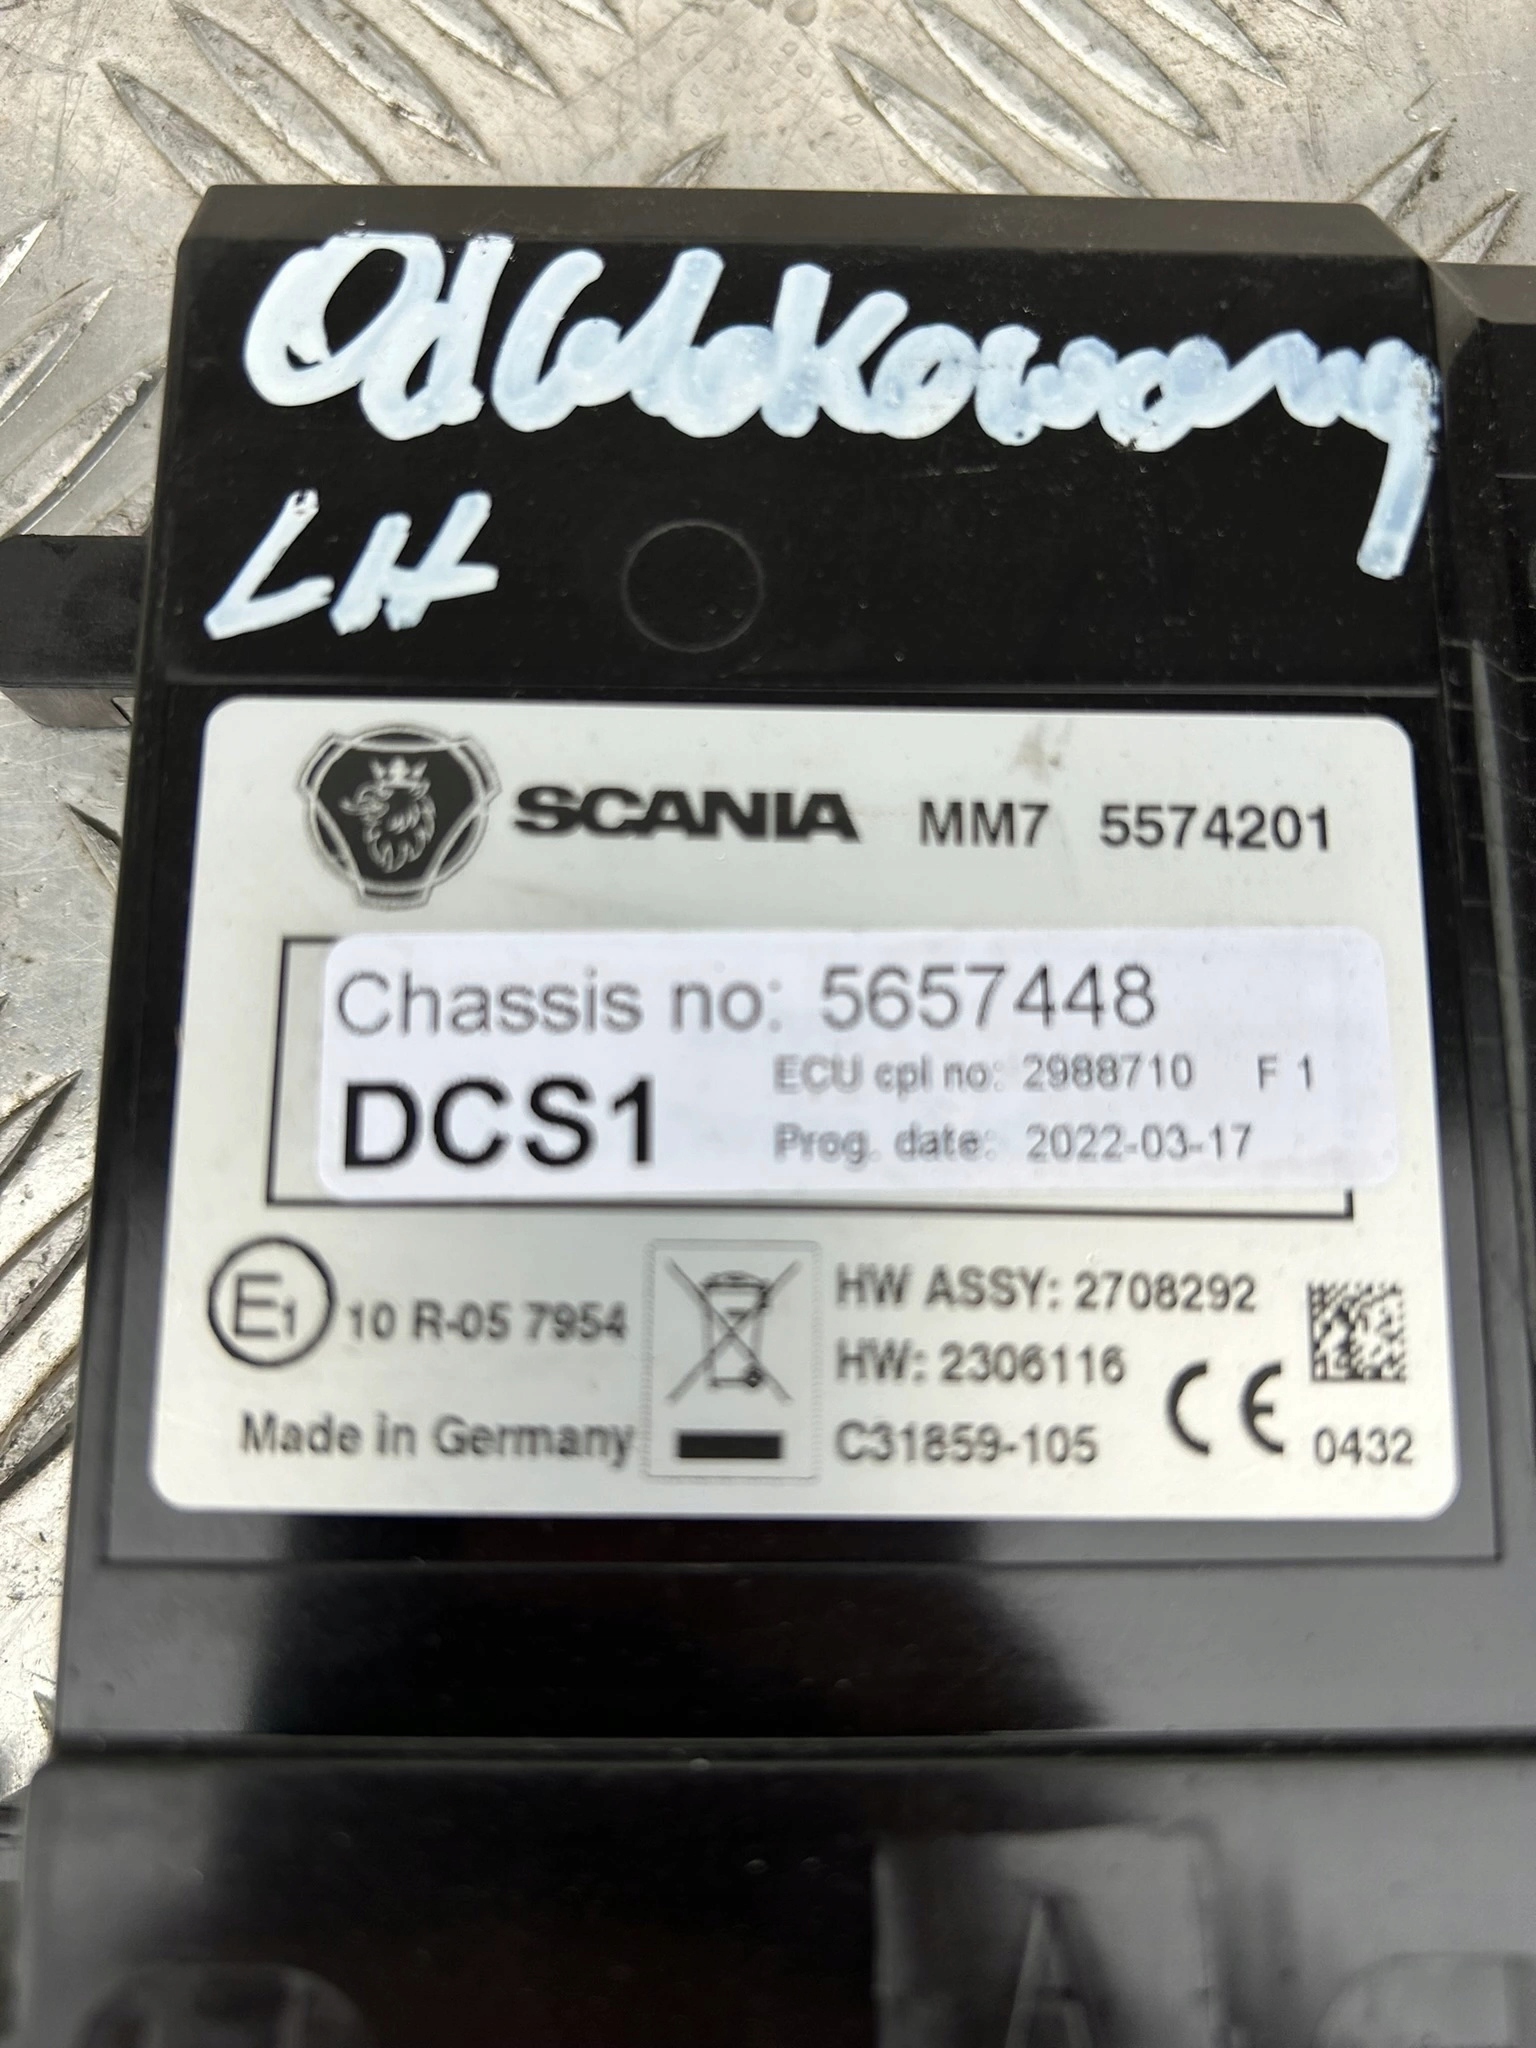 Odblokowany
LH
SCANIA MM7 5574201
Chassis no: 5657448
DCS1
ECU cpl no: 2988710 F 1
Prog. date: 2022-03-17
E1 10 R-05 7954
Made in Germany
HW ASSY: 2708292
HW: 2306116
C31859-105
CE 0432